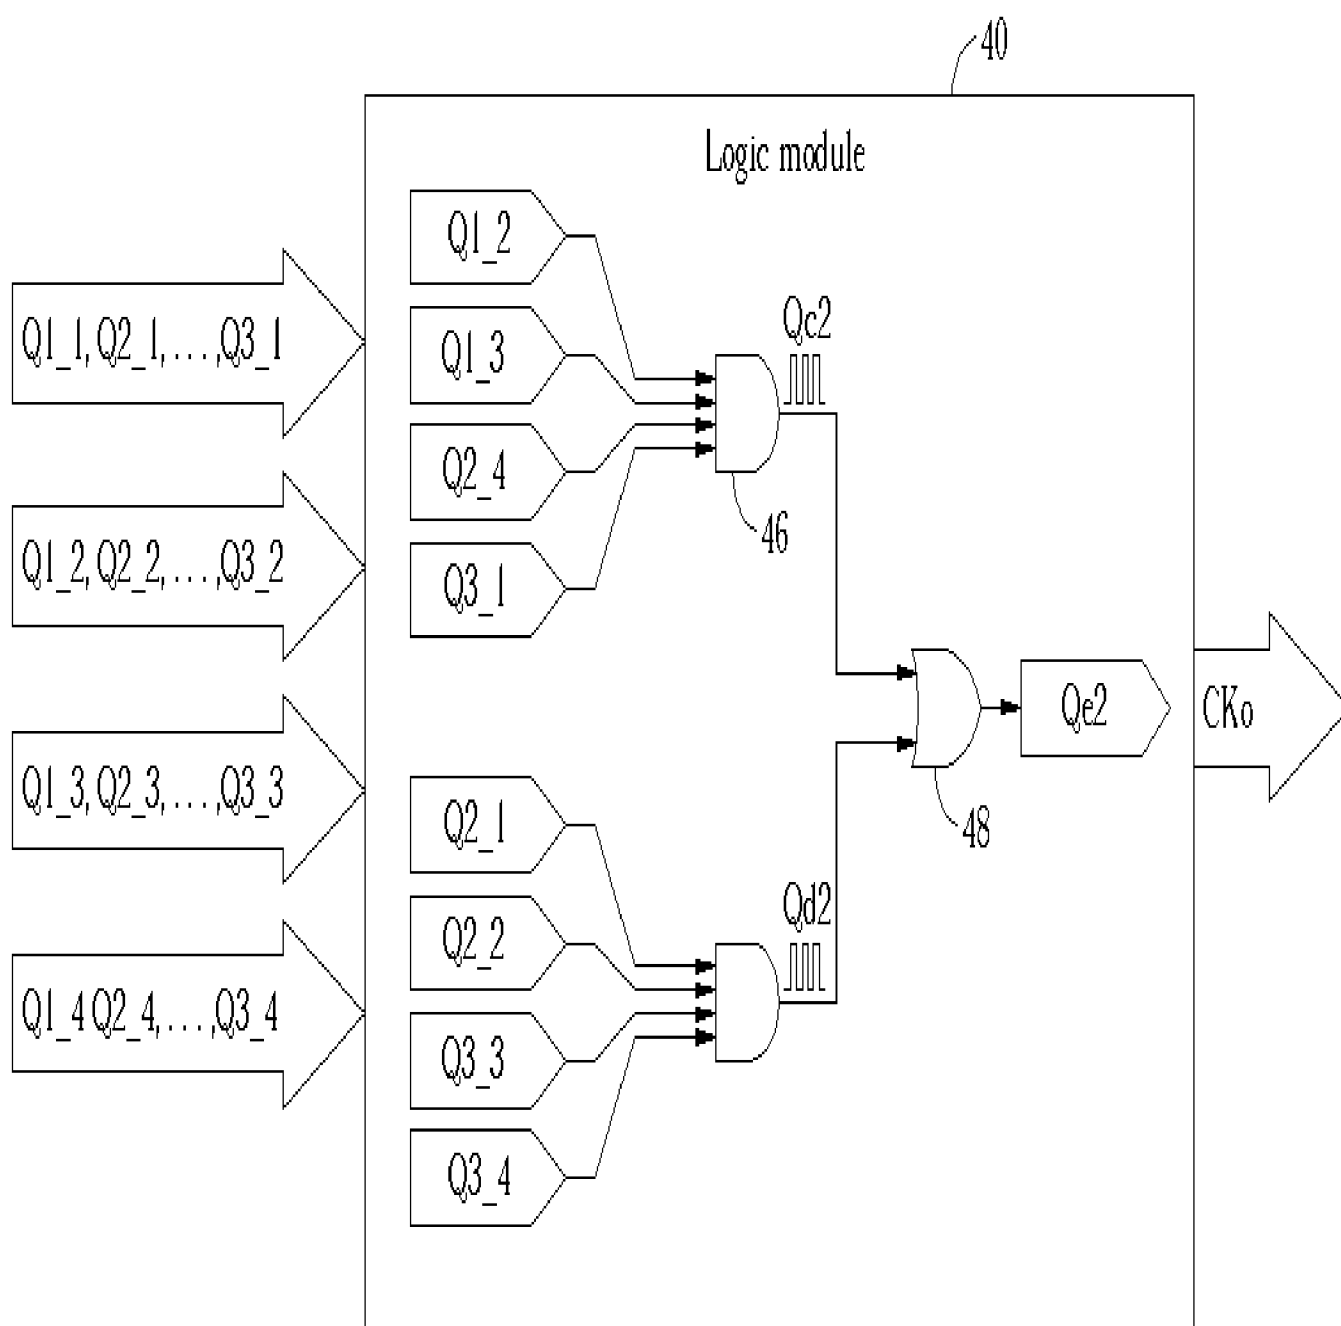 40
Logic module
Q1_2
Q1_3
Q2_4
Q3_1
Qc2
46
Q1_1, Q2_1, ...,Q3_1
Q1_2, Q2_2, ...,Q3_2
Q1_3, Q2_3, ...,Q3_3
Q1_4 Q2_4, ...,Q3_4
Q2_1
Q2_2
Q3_3
Q3_4
Qd2
48
Qe2
CKo